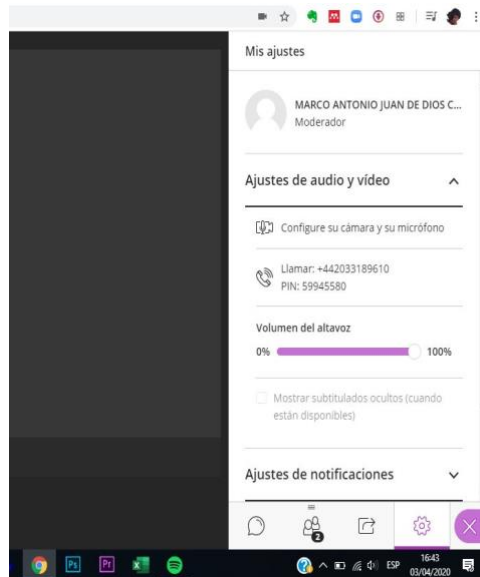 Mis ajustes
MARCO ANTONIO JUAN DE DIOS C...
Moderador
Ajustes de audio y vídeo
Configure su cámara y su micrófono
Llamar: +442033189610
PIN: 59945580
Volumen del altavoz
0% 100%
Mostrar subtitulados ocultos (cuando
están disponibles)
Ajustes de notificaciones
2
Ps Pr ESP 16:43
03/04/2020